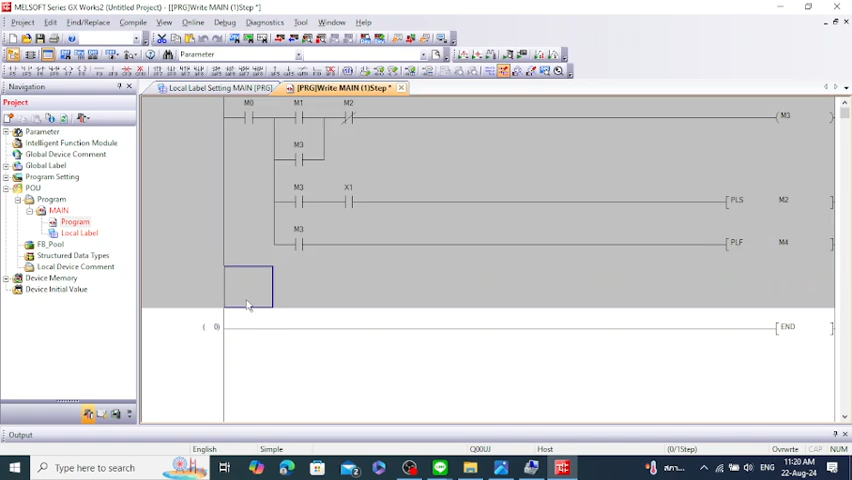 MELSOFT Series GX Works2 (Untitled Project) - [[PRG]Write MAIN (1)Step *]
Project Edit Find/Replace Compile View Online Debug Diagnostics Tool Window Help
Parameter
Navigation
Local Label Setting MAIN [PRG]
[PRG]Write MAIN (1)Step *
Project
Parameter
Intelligent Function Module
Global Device Comment
Global Label
Program Setting
POU
Program
MAIN
Program
Local Label
FB_Pool
Structured Data Types
Local Device Comment
Device Memory
Device Initial Value
M0 M1 M2
M3
M3
M3 X1
PLS M2
M3
PLF M4
( 0)
END
Output
English Simple Q00UJ Host (0/1Step) Ovrwrte CAP NUM
Type here to search
ENG
11:20 AM
22-Aug-24